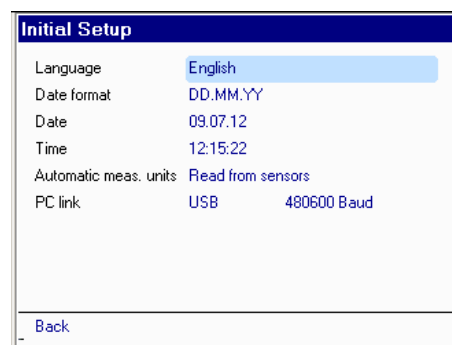 Initial Setup
Language English
Date format DD.MM.YY
Date 09.07.12
Time 12:15:22
Automatic meas. units Read from sensors
PC link USB 480600 Baud
Back